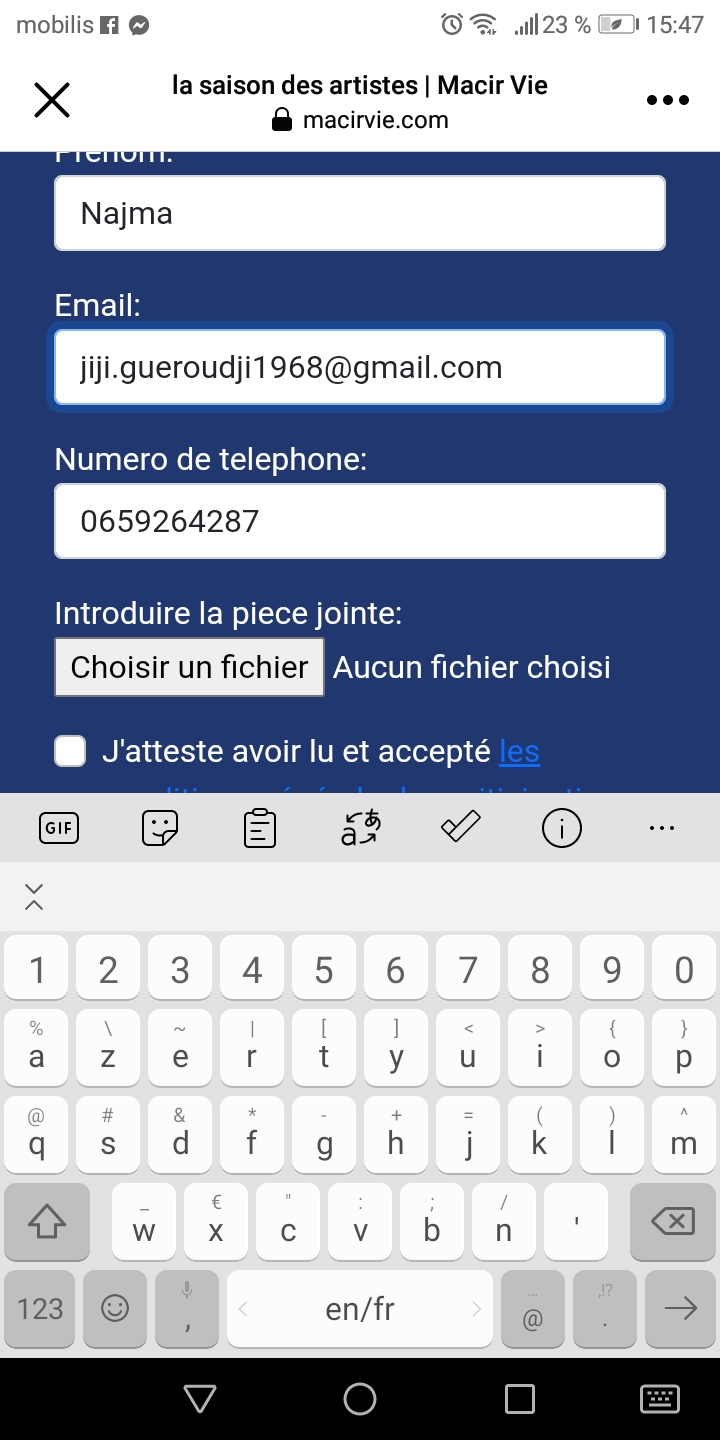 mobilis 23 % 15:47
la saison des artistes | Macir Vie
macirvie.com
Prénom:
Najma
Email:
jiji.gueroudji1968@gmail.com
Numero de telephone:
0659264287
Introduire la piece jointe:
Choisir un fichier Aucun fichier choisi
J'atteste avoir lu et accepté les
GIF
1 2 3 4 5 6 7 8 9 0
% \ ~ | [ ] < > { }
a z e r t y u i o p
@ # & * - + = ( ) ^
q s d f g h j k l m
_ € " : ; /
w x c v b n '
... ,!?
123 , en/fr @ .